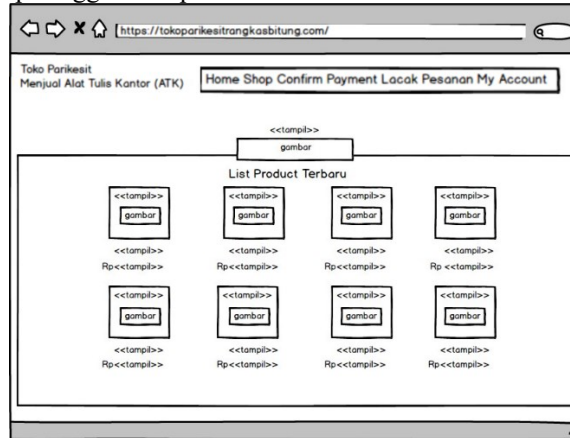 https://tokoparikesitrangkasbitung.com/
Toko Parikesit
Menjual Alat Tulis Kantor (ATK)
Home Shop Confirm Payment Lacak Pesanan My Account
<<tampil>>
gambar
List Product Terbaru
<<tampil>> <<tampil>> <<tampil>> <<tampil>>
gambar gambar gambar gambar
<<tampil>> <<tampil>> <<tampil>> <<tampil>>
Rp<<tampil>> Rp<<tampil>> Rp<<tampil>> Rp <<tampil>>
<<tampil>> <<tampil>> <<tampil>> <<tampil>>
gambar gambar gambar gambar
<<tampil>> <<tampil>> <<tampil>> <<tampil>>
Rp<<tampil>> Rp<<tampil>> Rp<<tampil>> Rp<<tampil>>